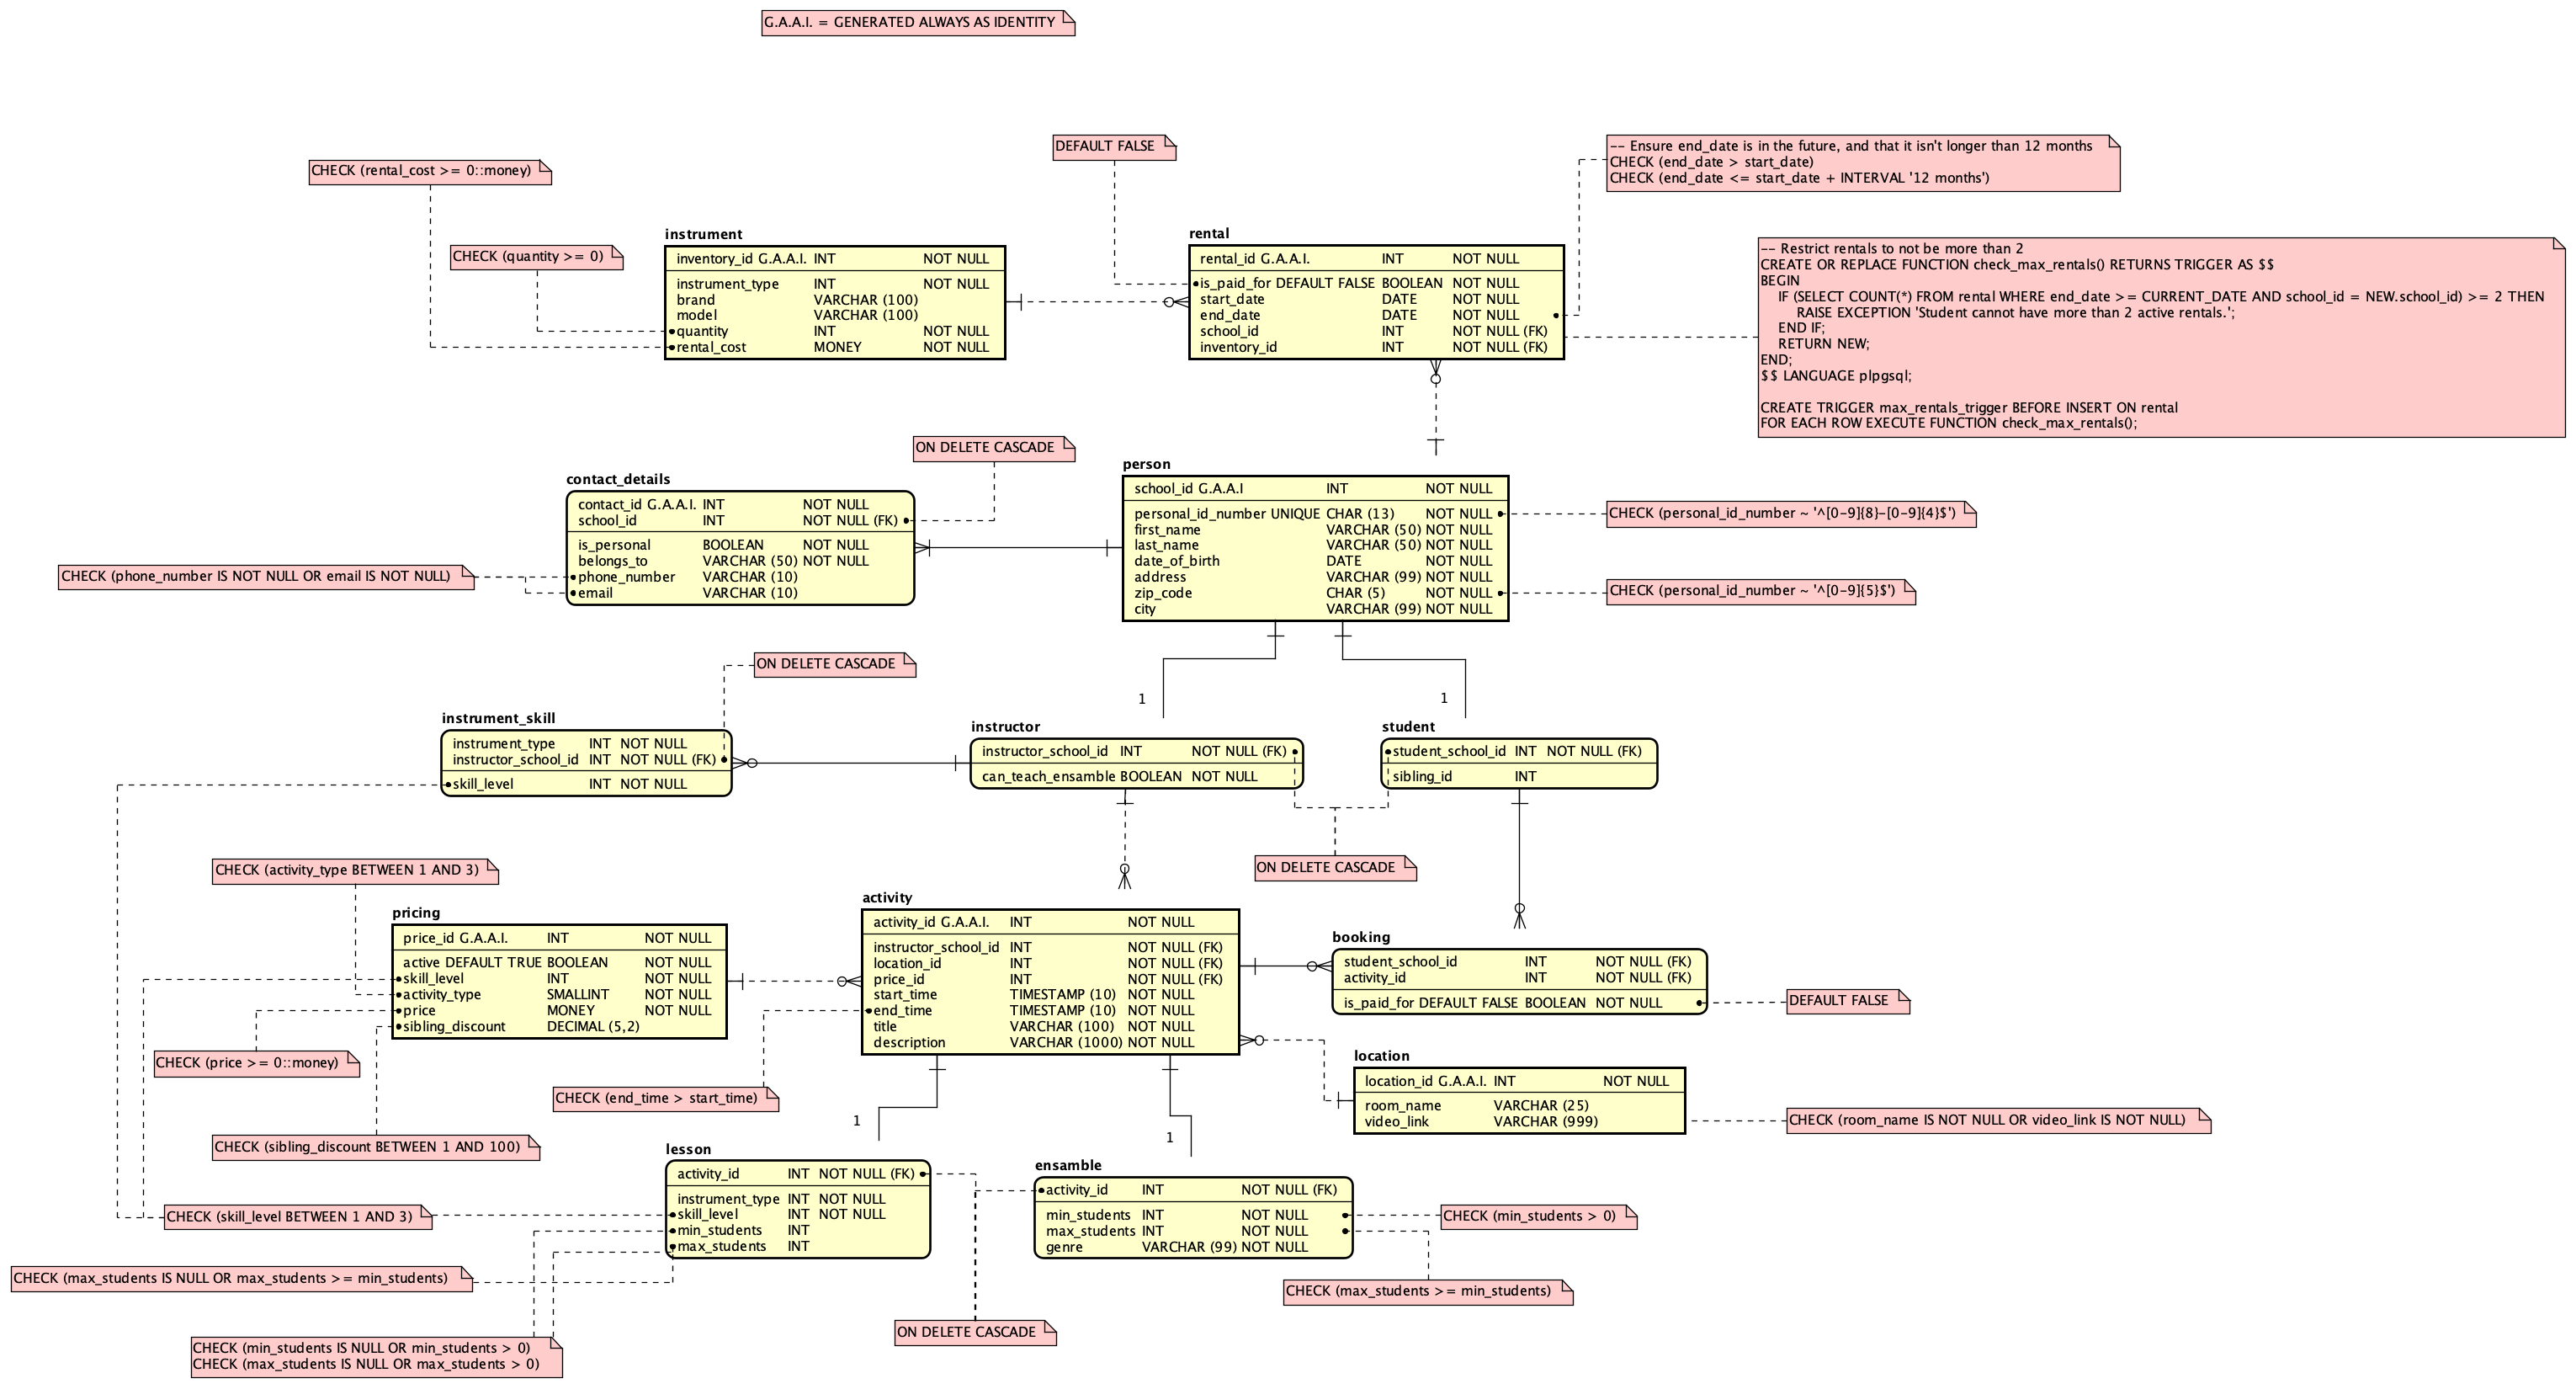 G.A.A.I. = GENERATED ALWAYS AS IDENTITY
DEFAULT FALSE
-- Ensure end_date is in the future, and that it isn't longer than 12 months
CHECK (end_date > start_date)
CHECK (end_date <= start_date + INTERVAL '12 months')
CHECK (rental_cost >= 0::money)
CHECK (quantity >= 0)
instrument
inventory_id G.A.A.I. INT NOT NULL
instrument_type INT NOT NULL
brand VARCHAR (100)
model VARCHAR (100)
quantity INT NOT NULL
rental_cost MONEY NOT NULL
rental
rental_id G.A.A.I. INT NOT NULL
is_paid_for DEFAULT FALSE BOOLEAN NOT NULL
start_date DATE NOT NULL
end_date DATE NOT NULL
school_id INT NOT NULL (FK)
inventory_id INT NOT NULL (FK)
-- Restrict rentals to not be more than 2
CREATE OR REPLACE FUNCTION check_max_rentals() RETURNS TRIGGER AS $$
BEGIN
IF (SELECT COUNT(*) FROM rental WHERE end_date >= CURRENT_DATE AND school_id = NEW.school_id) >= 2 THEN
RAISE EXCEPTION 'Student cannot have more than 2 active rentals.';
END IF;
RETURN NEW;
END;
$$ LANGUAGE plpgsql;
CREATE TRIGGER max_rentals_trigger BEFORE INSERT ON rental
FOR EACH ROW EXECUTE FUNCTION check_max_rentals();
ON DELETE CASCADE
contact_details
contact_id G.A.A.I. INT NOT NULL
school_id INT NOT NULL (FK)
is_personal BOOLEAN NOT NULL
belongs_to VARCHAR (50) NOT NULL
phone_number VARCHAR (10)
email VARCHAR (10)
CHECK (phone_number IS NOT NULL OR email IS NOT NULL)
person
school_id G.A.A.I INT NOT NULL
personal_id_number UNIQUE CHAR (13) NOT NULL
first_name VARCHAR (50) NOT NULL
last_name VARCHAR (50) NOT NULL
date_of_birth DATE NOT NULL
address VARCHAR (99) NOT NULL
zip_code CHAR (5) NOT NULL
city VARCHAR (99) NOT NULL
CHECK (personal_id_number ~ '^[0-9]{8}-[0-9]{4}$')
CHECK (personal_id_number ~ '^[0-9]{5}$')
ON DELETE CASCADE
1
1
instrument_skill
instrument_type INT NOT NULL
instructor_school_id INT NOT NULL (FK)
skill_level INT NOT NULL
instructor
instructor_school_id INT NOT NULL (FK)
can_teach_ensamble BOOLEAN NOT NULL
student
student_school_id INT NOT NULL (FK)
sibling_id INT
ON DELETE CASCADE
CHECK (activity_type BETWEEN 1 AND 3)
pricing
price_id G.A.A.I. INT NOT NULL
active DEFAULT TRUE BOOLEAN NOT NULL
skill_level INT NOT NULL
activity_type SMALLINT NOT NULL
price MONEY NOT NULL
sibling_discount DECIMAL (5,2)
activity
activity_id G.A.A.I. INT NOT NULL
instructor_school_id INT NOT NULL (FK)
location_id INT NOT NULL (FK)
price_id INT NOT NULL (FK)
start_time TIMESTAMP (10) NOT NULL
end_time TIMESTAMP (10) NOT NULL
title VARCHAR (100) NOT NULL
description VARCHAR (1000) NOT NULL
booking
student_school_id INT NOT NULL (FK)
activity_id INT NOT NULL (FK)
is_paid_for DEFAULT FALSE BOOLEAN NOT NULL
DEFAULT FALSE
CHECK (price >= 0::money)
CHECK (end_time > start_time)
CHECK (sibling_discount BETWEEN 1 AND 100)
location
location_id G.A.A.I. INT NOT NULL
room_name VARCHAR (25)
video_link VARCHAR (999)
CHECK (room_name IS NOT NULL OR video_link IS NOT NULL)
1
1
lesson
activity_id INT NOT NULL (FK)
instrument_type INT NOT NULL
skill_level INT NOT NULL
min_students INT
max_students INT
ensamble
activity_id INT NOT NULL (FK)
min_students INT NOT NULL
max_students INT NOT NULL
genre VARCHAR (99) NOT NULL
CHECK (skill_level BETWEEN 1 AND 3)
CHECK (min_students > 0)
CHECK (max_students IS NULL OR max_students >= min_students)
CHECK (max_students >= min_students)
ON DELETE CASCADE
CHECK (min_students IS NULL OR min_students > 0)
CHECK (max_students IS NULL OR max_students > 0)